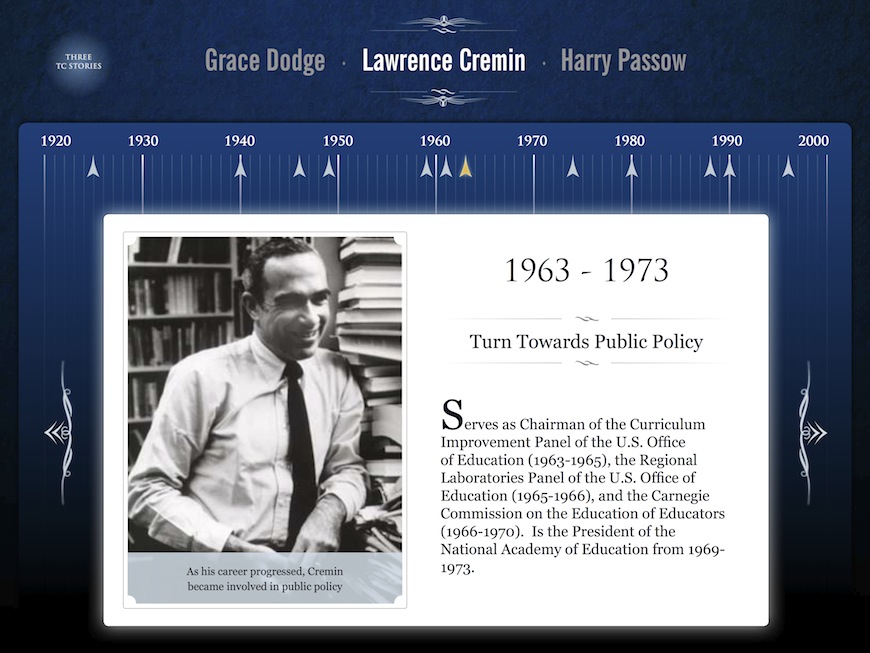 THREE
TC STORIES
Grace Dodge · Lawrence Cremin · Harry Passow
1920 1930 1940 1950 1960 1970 1980 1990 2000
1963 - 1973
Turn Towards Public Policy
Serves as Chairman of the Curriculum
Improvement Panel of the U.S. Office
of Education (1963-1965), the Regional
Laboratories Panel of the U.S. Office of
Education (1965-1966), and the Carnegie
Commission on the Education of Educators
(1966-1970).  Is the President of the
National Academy of Education from 1969-
1973.
As his career progressed, Cremin
became involved in public policy